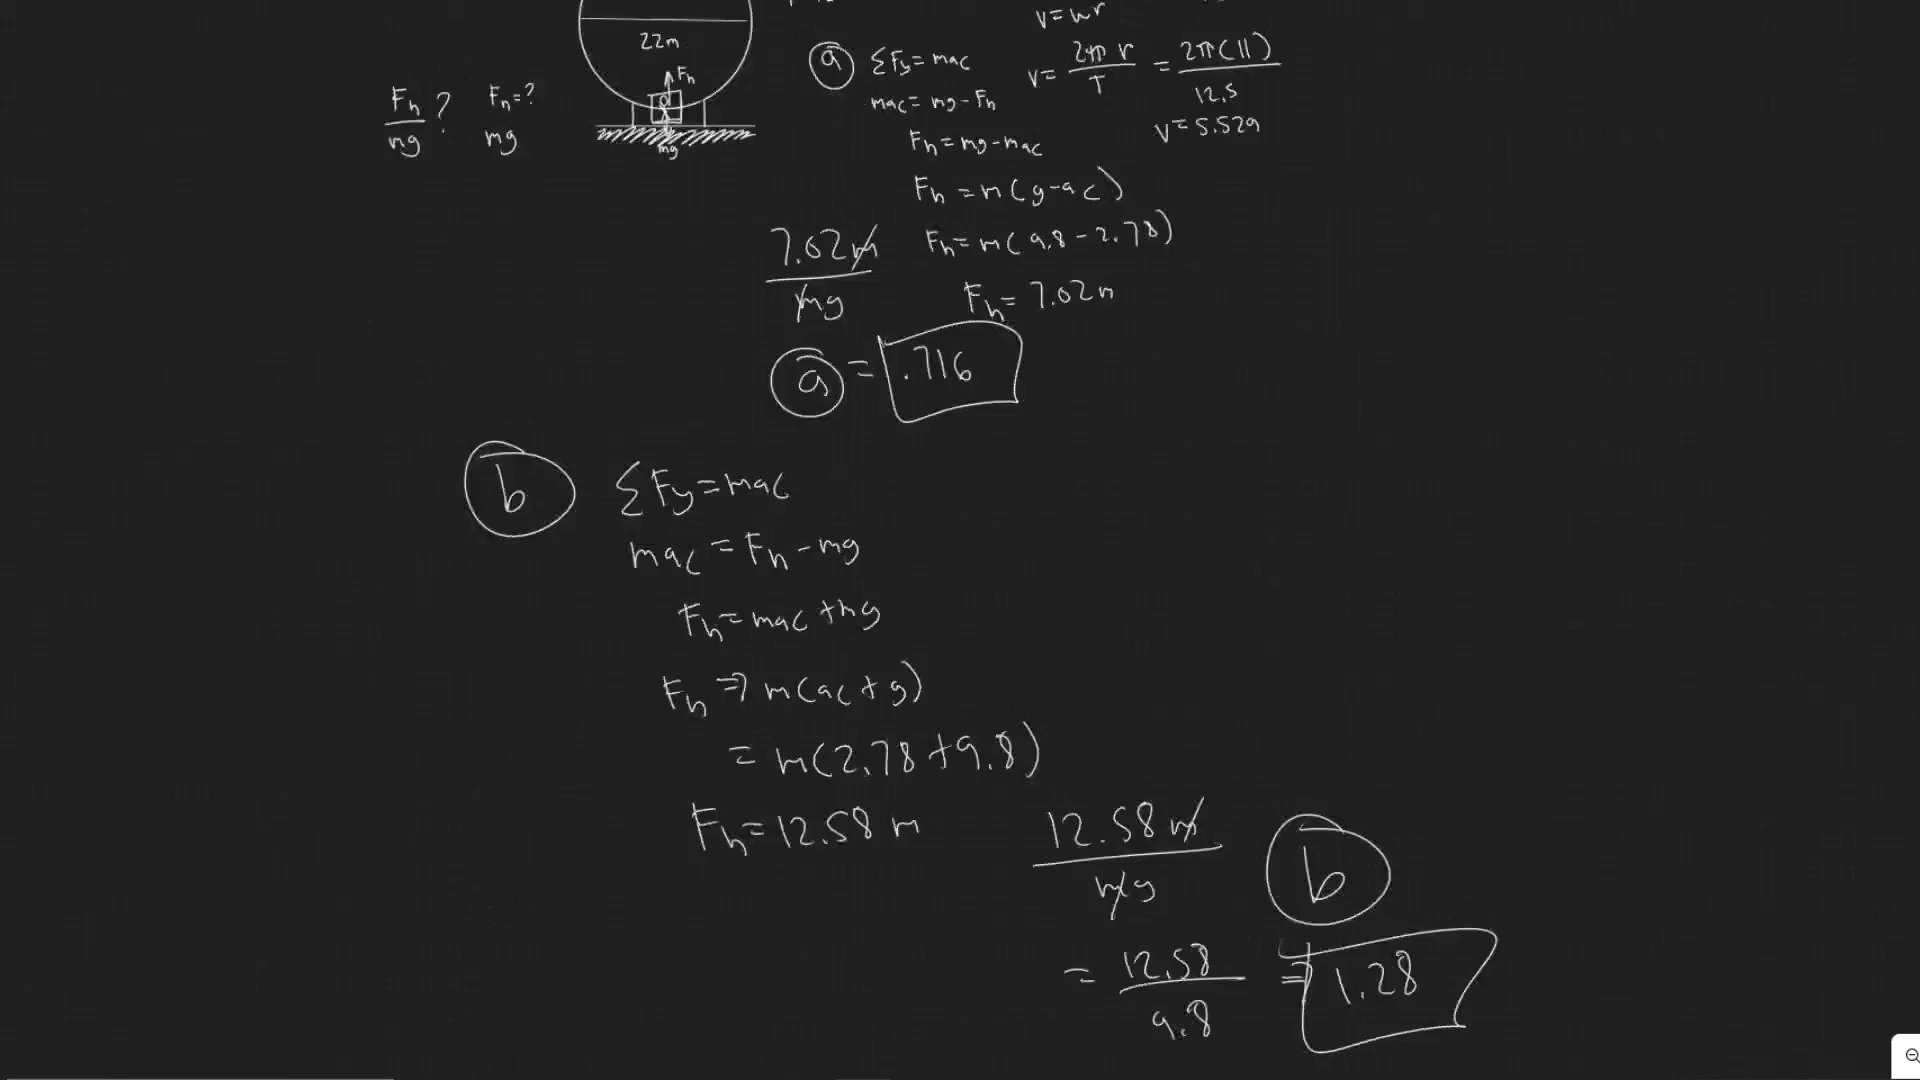 v=wr
22m
Fn
mg
Fn/mg ? Fn=?
mg
a ΣFy=mac
mac=mg-Fn
Fn=mg-mac
Fn=m(g-ac)
Fn=m(9.8-2.78)
Fn=7.02m
v=2πr/T = 2π(11)/12.5
v=5.529
7.02m/mg
a = .716
b ΣFy=mac
mac=Fn-mg
Fn=mac+mg
Fn => m(ac+g)
= m(2.78+9.8)
Fn=12.58m
12.58m/mg b
= 12.58/9.8 = 1.28